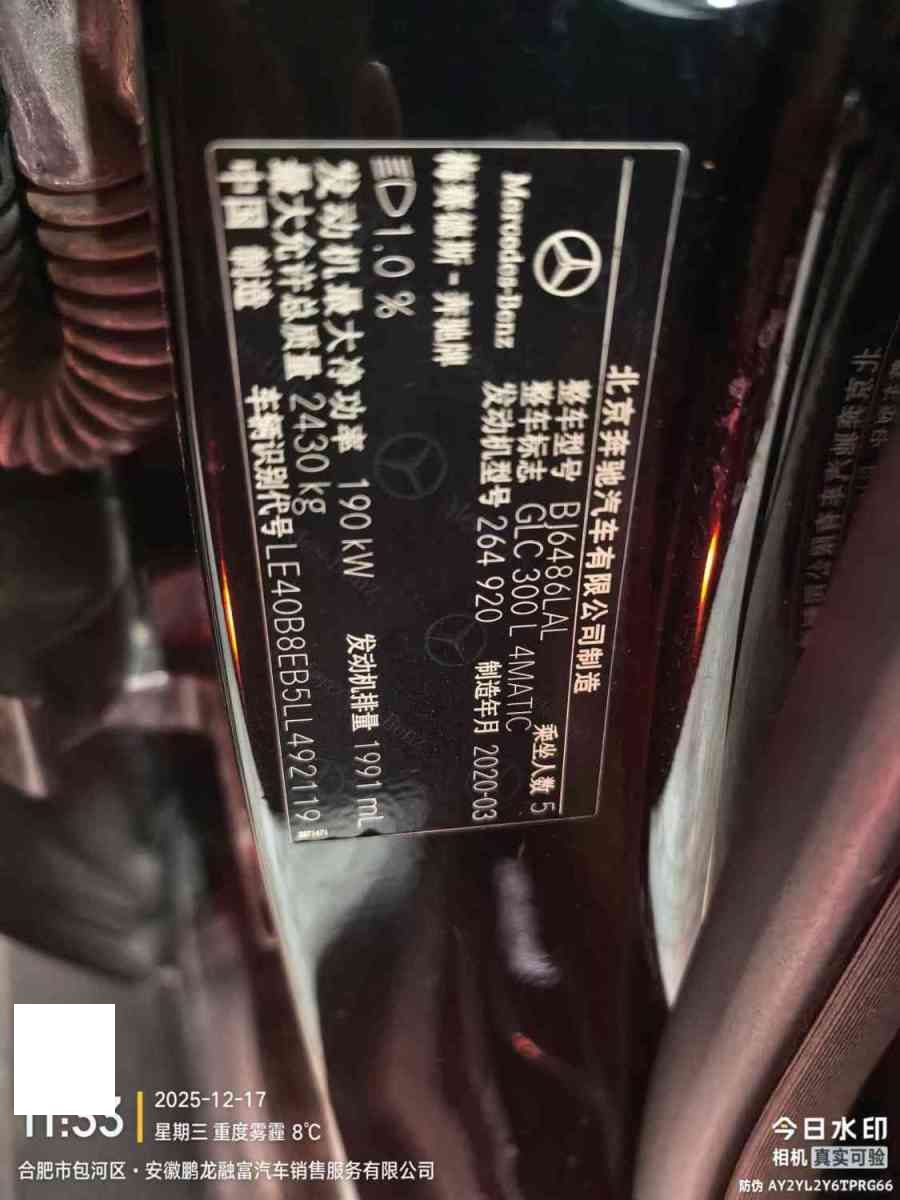 北京奔驰汽车有限公司制造
Mercedes-Benz
梅赛德斯-奔驰牌
整车型号 BJ6486LAL
整车标志 GLC 300 L 4MATIC 乘坐人数 5
发动机型号 264 920 制造年月 2020-03
1.0 %
发动机最大净功率 190 kW 发动机排量 1991 mL
最大允许总质量 2430 kg
中国 制造 车辆识别代号 LE40B8EB5LL492119
11:53
2025-12-17
星期三 重度雾霾 8℃
合肥市包河区·安徽鹏龙融富汽车销售服务有限公司
今日水印
相机 真实可验
防伪 AY2YL2Y6TPRG66